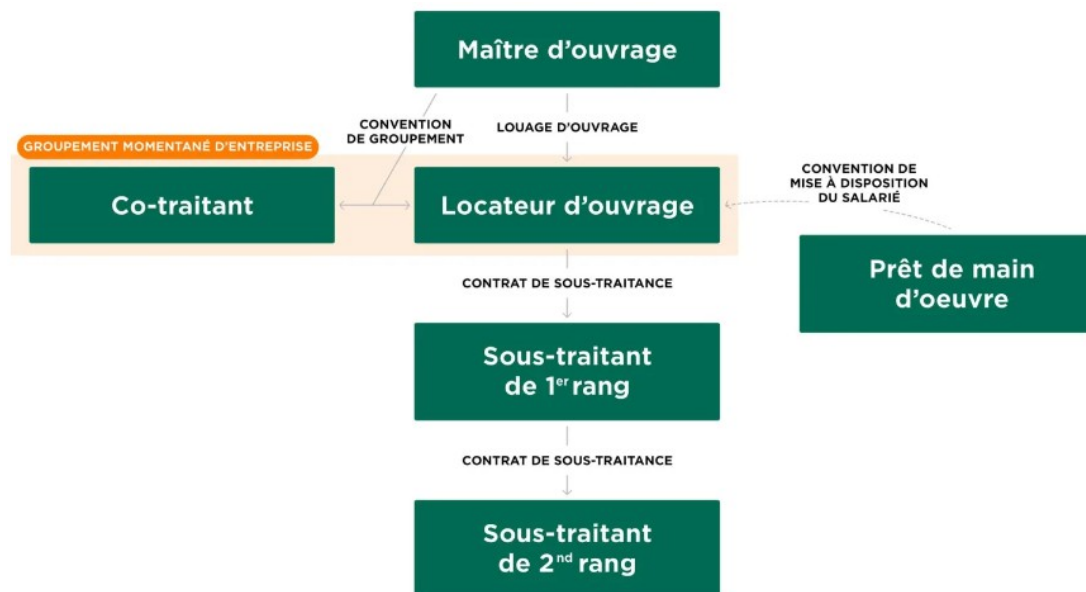 Maître d'ouvrage
CONVENTION
DE GROUPEMENT
LOUAGE D'OUVRAGE
GROUPEMENT MOMENTANÉ D'ENTREPRISE
Co-traitant
Locateur d'ouvrage
CONVENTION DE
MISE À DISPOSITION
DU SALARIÉ
Prêt de main
d'oeuvre
CONTRAT DE SOUS-TRAITANCE
Sous-traitant
de 1er rang
CONTRAT DE SOUS-TRAITANCE
Sous-traitant
de 2nd rang